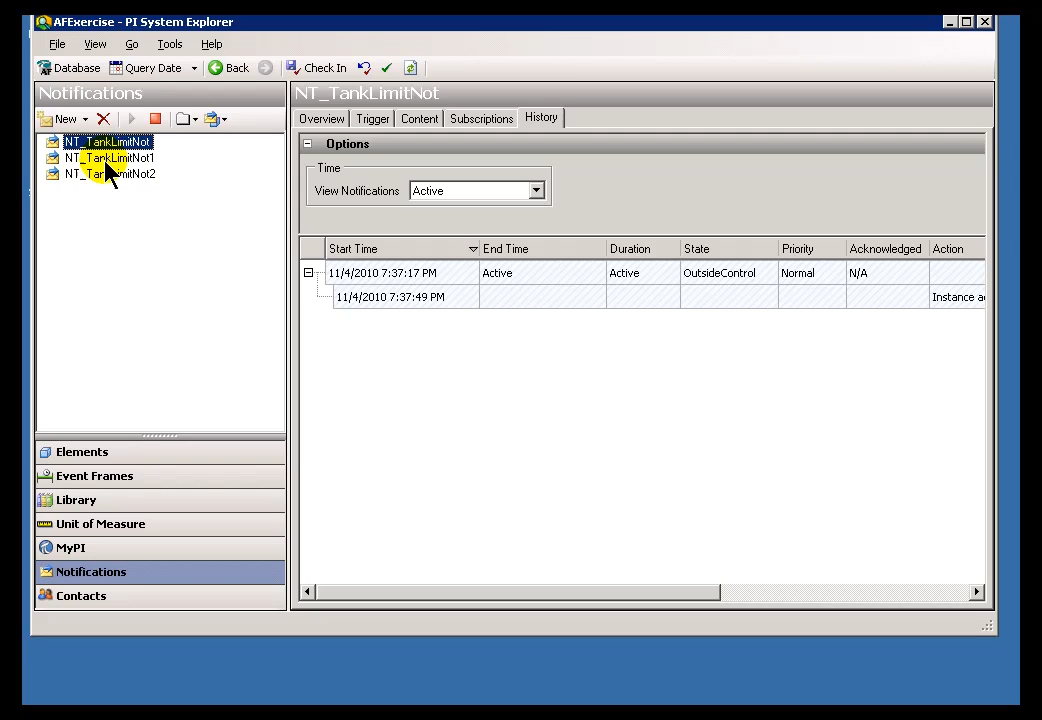 AFExercise - PI System Explorer
File View Go Tools Help
Database Query Date Back Check In
Notifications
NT_TankLimitNot
New
Overview Trigger Content Subscriptions History
NT_TankLimitNot
NT_TankLimitNot1
NT_TankLimitNot2
Options
Time
View Notifications Active
Start Time End Time Duration State Priority Acknowledged Action
11/4/2010 7:37:17 PM Active Active OutsideControl Normal N/A
11/4/2010 7:37:49 PM Instance a
Elements
Event Frames
Library
Unit of Measure
MyPI
Notifications
Contacts